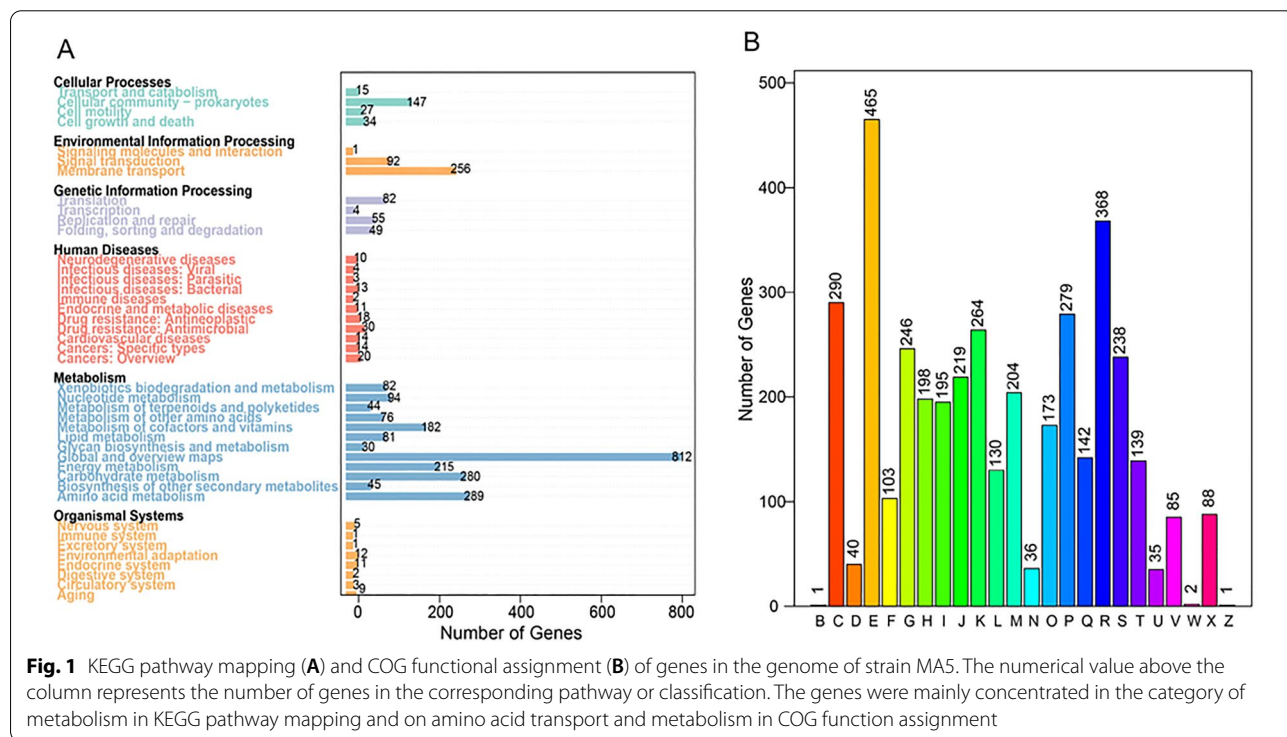 A
Cellular Processes
Transport and catabolism 15
Cellular community − prokaryotes 147
Cell motility 27
Cell growth and death 34
Environmental Information Processing
Signaling molecules and interaction 1
Signal transduction 92
Membrane transport 256
Genetic Information Processing
Translation 82
Transcription 4
Replication and repair 55
Folding, sorting and degradation 49
Human Diseases
Neurodegenerative diseases 10
Infectious diseases: Viral 4
Infectious diseases: Parasitic 3
Infectious diseases: Bacterial 13
Immune diseases 2
Endocrine and metabolic diseases 11
Drug resistance: Antineoplastic 18
Drug resistance: Antimicrobial 30
Cardiovascular diseases 14
Cancers: Specific types 14
Cancers: Overview 20
Metabolism
Xenobiotics biodegradation and metabolism 82
Nucleotide metabolism 94
Metabolism of terpenoids and polyketides 44
Metabolism of other amino acids 76
Metabolism of cofactors and vitamins 182
Lipid metabolism 81
Glycan biosynthesis and metabolism 30
Global and overview maps 812
Energy metabolism 215
Carbohydrate metabolism 280
Biosynthesis of other secondary metabolites 45
Amino acid metabolism 289
Organismal Systems
Nervous system 5
Immune system 1
Excretory system 1
Environmental adaptation 12
Endocrine system 11
Digestive system 2
Circulatory system 3
Aging 9
0 200 400 600 800
Number of Genes
B
Number of Genes
500
400
300
200
100
0
1 290 40 465 103 246 198 195 219 264 130 204 36 173 279 142 368 238 139 35 85 2 88 1
B C D E F G H I J K L M N O P Q R S T U V W X Z
Fig. 1 KEGG pathway mapping (A) and COG functional assignment (B) of genes in the genome of strain MA5. The numerical value above the
column represents the number of genes in the corresponding pathway or classification. The genes were mainly concentrated in the category of
metabolism in KEGG pathway mapping and on amino acid transport and metabolism in COG function assignment